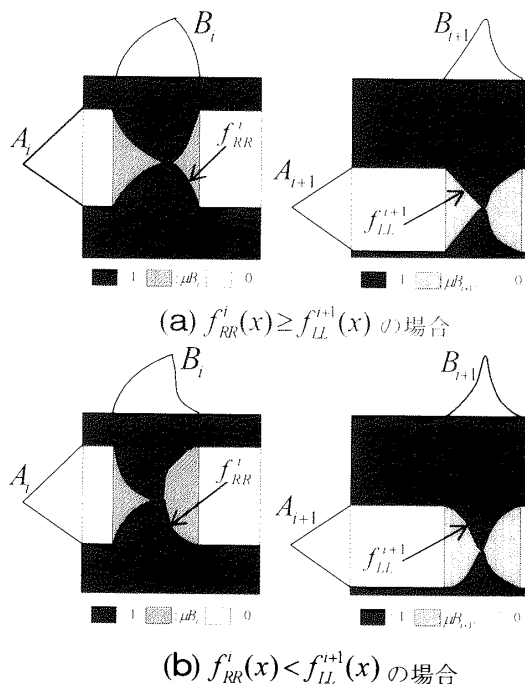 B_i B_{i+1}
A_i f^i_{RR} A_{i+1} f^{i+1}_{LL}
1 μB_i 0 1 μB_{i+1} 0
(a) f^i_{RR}(x) ≥ f^{i+1}_{LL}(x) の場合
B_i B_{i+1}
A_i f^i_{RR} A_{i+1} f^{i+1}_{LL}
1 μB_i 0 1 μB_{i+1} 0
(b) f^i_{RR}(x) < f^{i+1}_{LL}(x) の場合